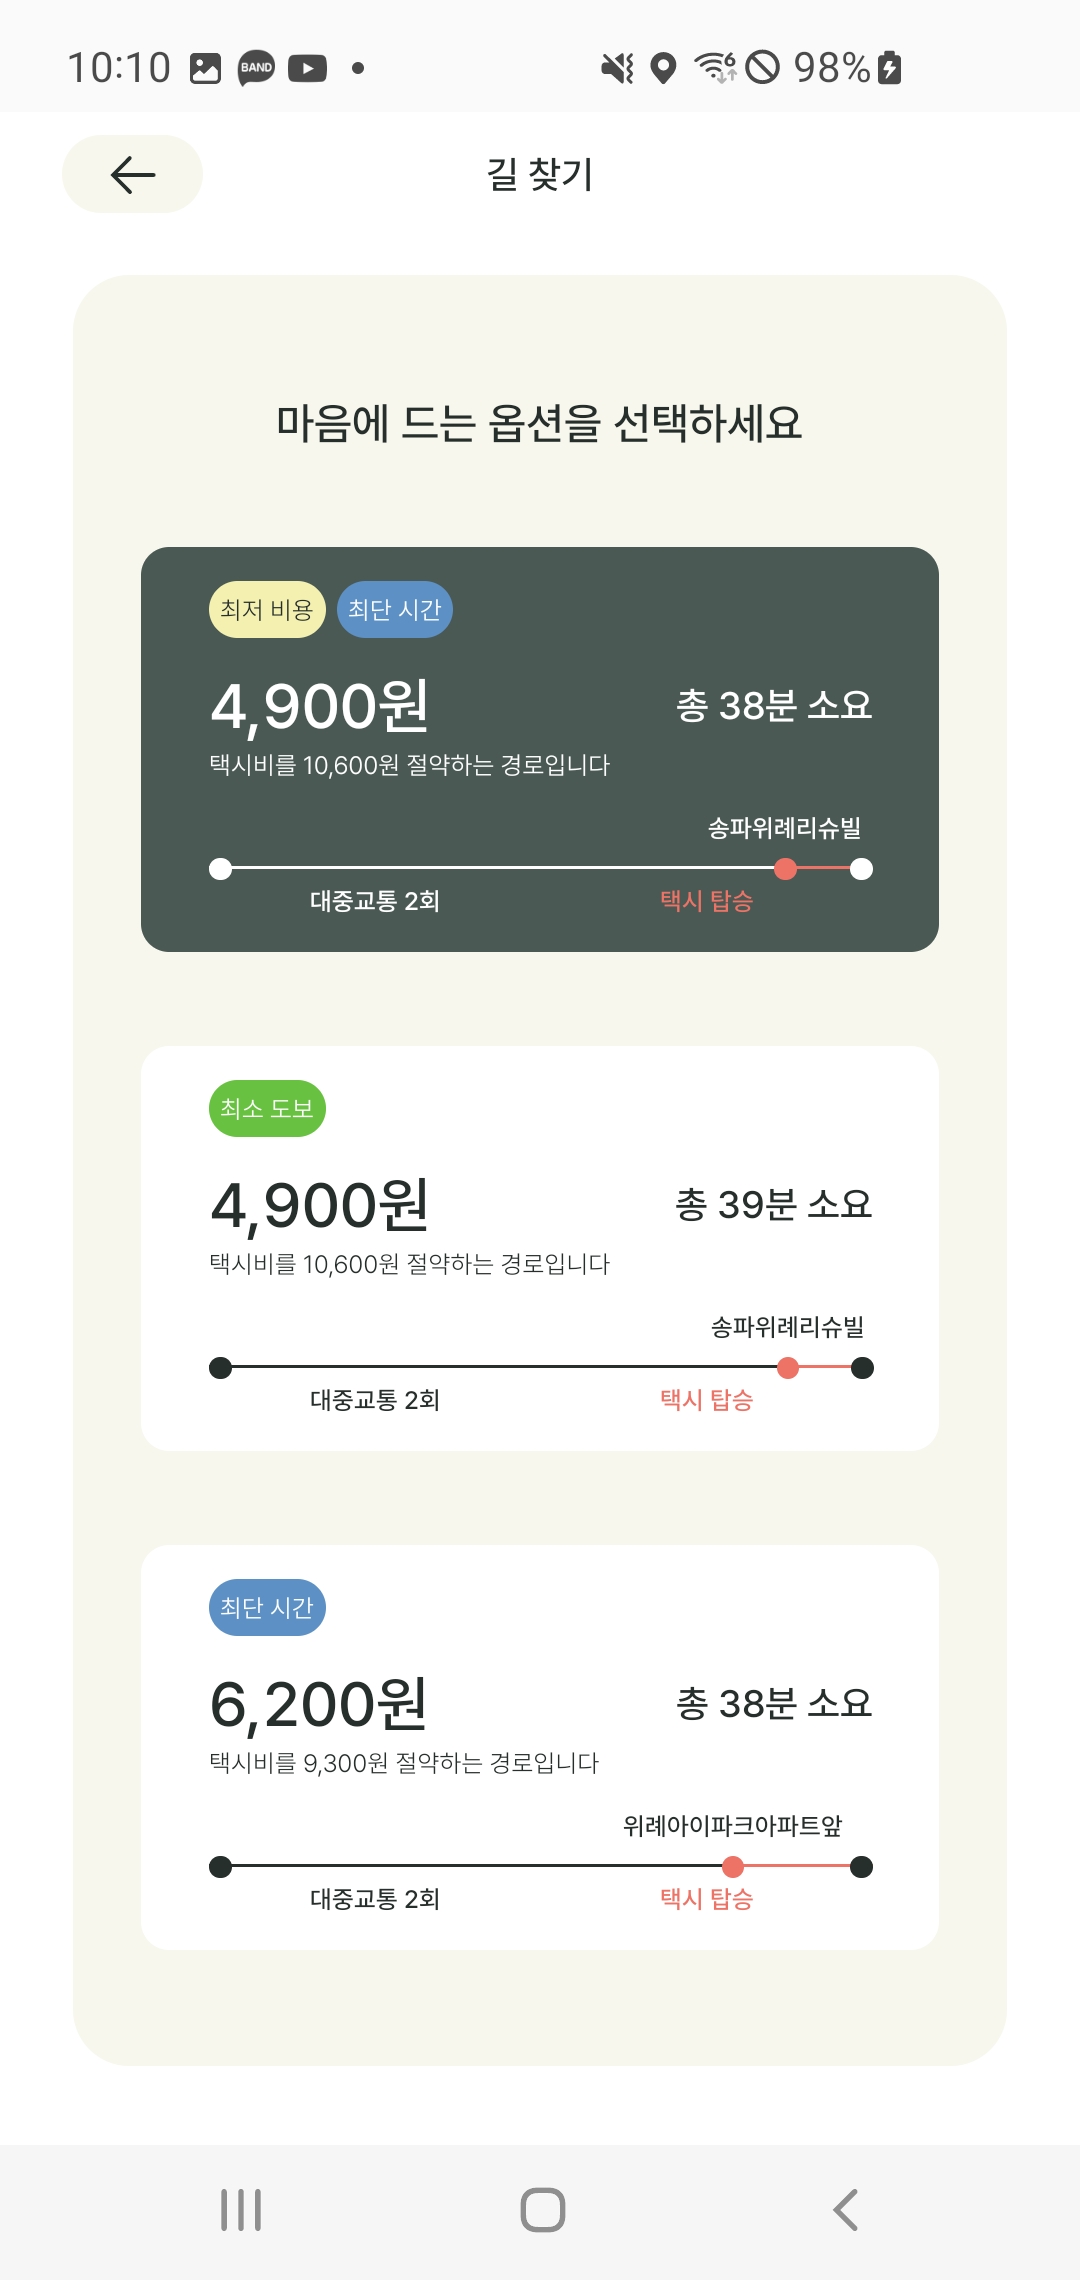 10:10 BAND 6 98%
길 찾기
마음에 드는 옵션을 선택하세요
최저 비용 최단 시간
4,900원 총 38분 소요
택시비를 10,600원 절약하는 경로입니다
송파위례리슈빌
대중교통 2회 택시 탑승
최소 도보
4,900원 총 39분 소요
택시비를 10,600원 절약하는 경로입니다
송파위례리슈빌
대중교통 2회 택시 탑승
최단 시간
6,200원 총 38분 소요
택시비를 9,300원 절약하는 경로입니다
위례아이파크아파트앞
대중교통 2회 택시 탑승